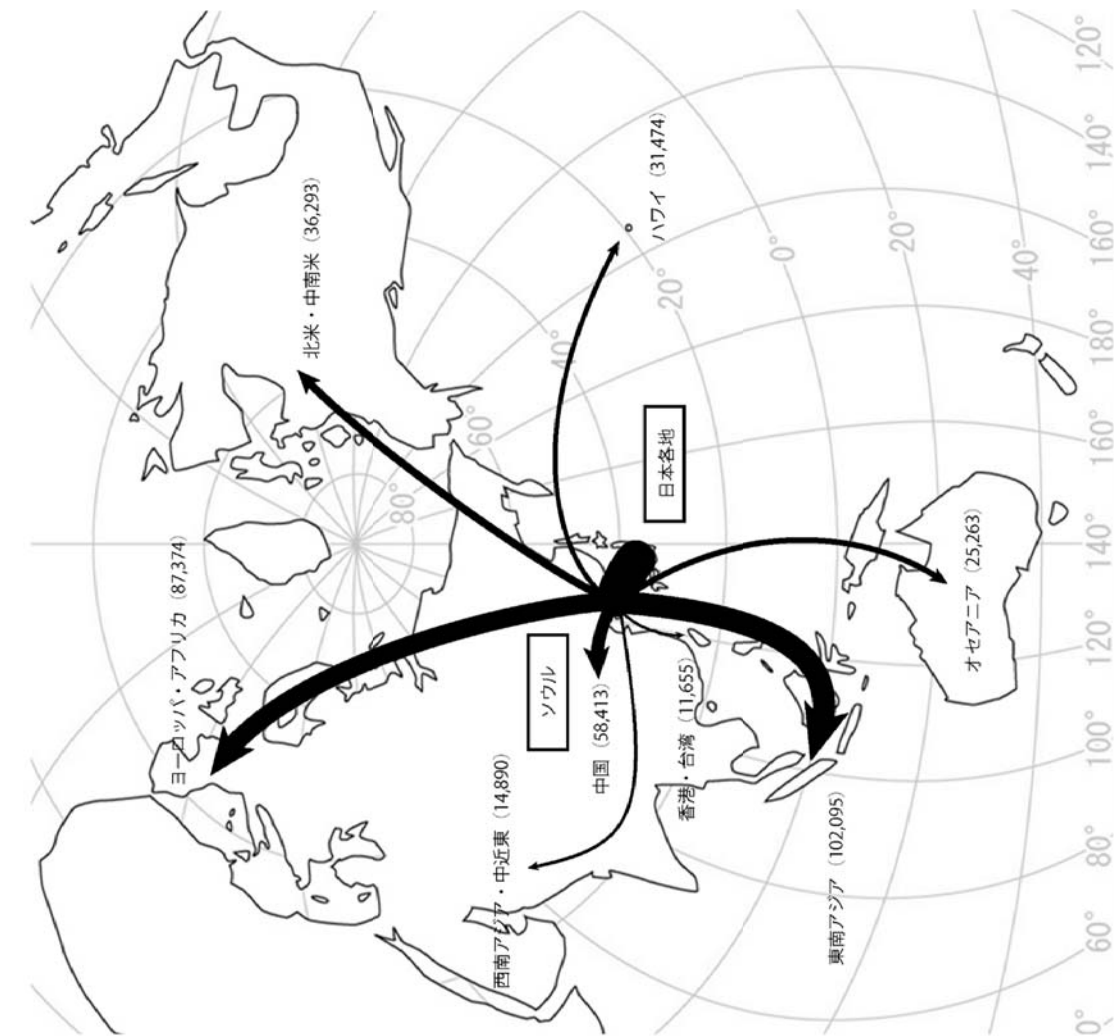 ヨーロッパ・アフリカ（87,374）
北米・中南米（36,293）
ハワイ（31,474）
日本各地
ソウル
中国（58,413）
香港・台湾（11,655）
西南アジア・中近東（14,890）
東南アジア（102,095）
オセアニア（25,263）
80°
60°
40°
20°
0°
20°
40°
0°
60°
80°
100°
120°
140°
160°
180°
160°
140°
120°